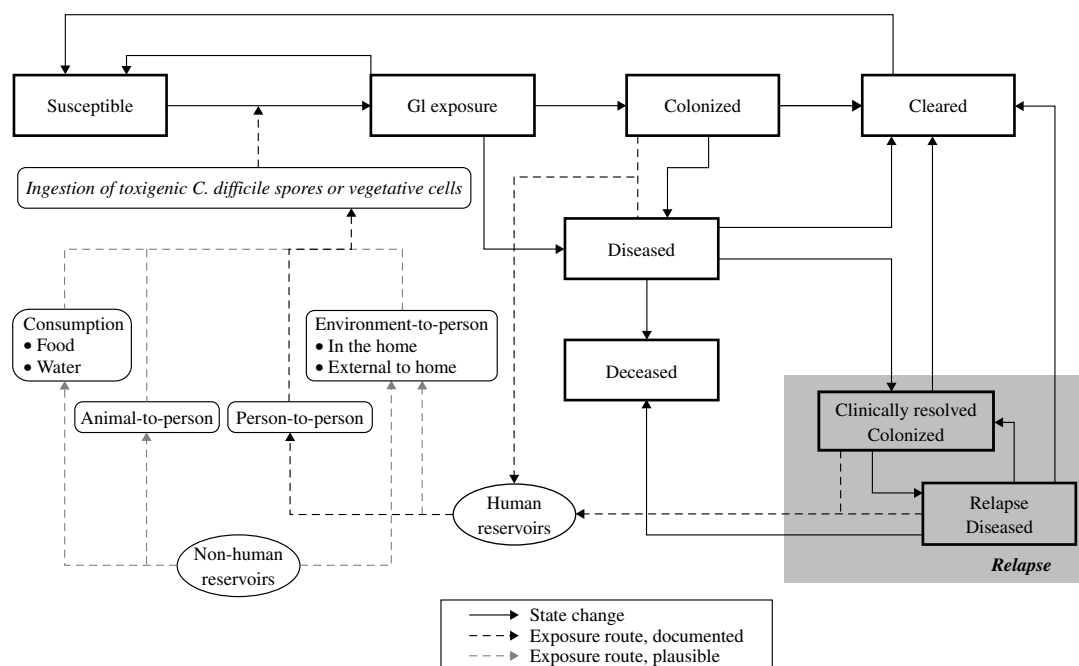 Susceptible
Gl exposure
Colonized
Cleared
Ingestion of toxigenic C. difficile spores or vegetative cells
Diseased
Consumption
• Food
• Water
Environment-to-person
• In the home
• External to home
Deceased
Animal-to-person
Person-to-person
Clinically resolved
Colonized
Human
reservoirs
Relapse
Diseased
Non-human
reservoirs
Relapse
State change
Exposure route, documented
Exposure route, plausible